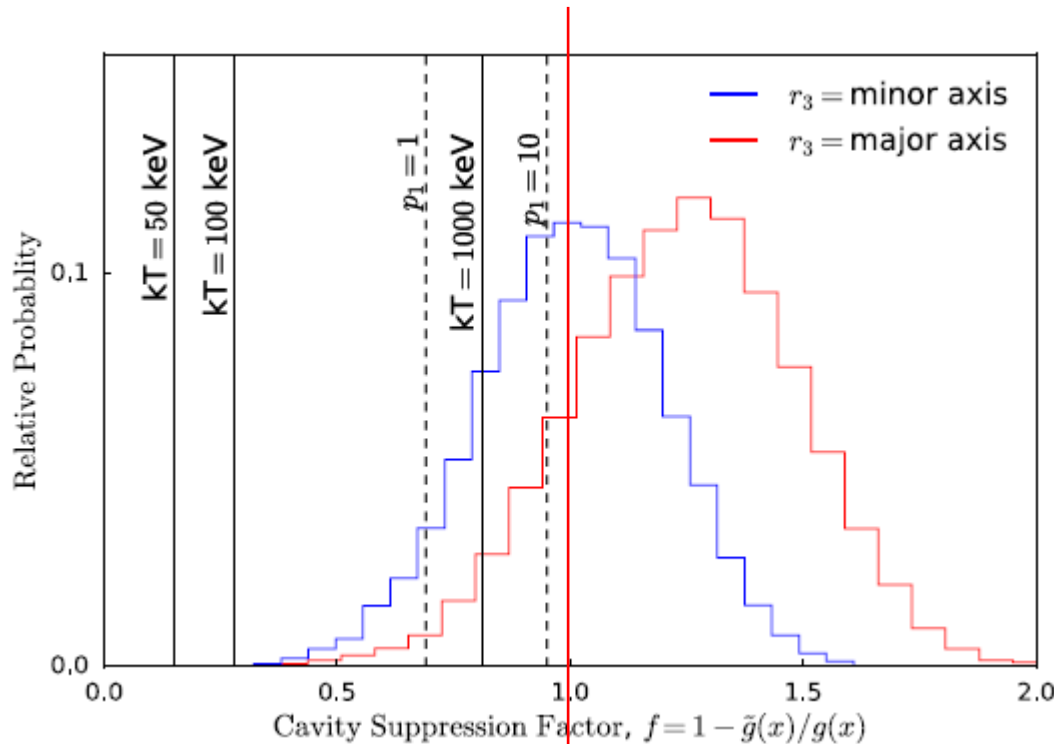 r₃ = minor axis
r₃ = major axis
kT = 50 keV
kT = 100 keV
p₁ = 1
kT = 1000 keV
p₁ = 10
Relative Probablity
0.1
0.0
0.0 0.5 1.0 1.5 2.0
Cavity Suppression Factor, f = 1 − g̃(x)/g(x)